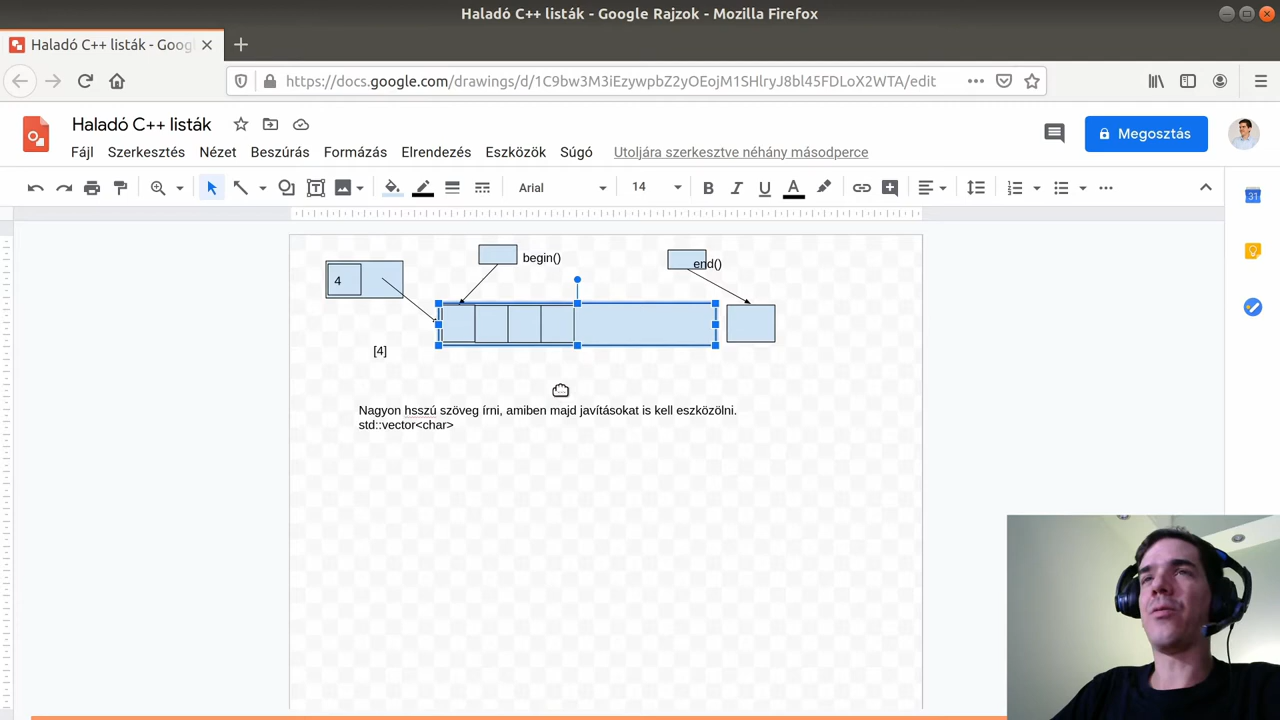 Haladó C++ listák - Google Rajzok - Mozilla Firefox
Haladó C++ listák - Goog
https://docs.google.com/drawings/d/1C9bw3M3iEzywpbZ2yOEojM1SHlryJ8bl45FDLoX2WTA/edit
Haladó C++ listák
Megosztás
Fájl Szerkesztés Nézet Beszúrás Formázás Elrendezés Eszközök Súgó Utoljára szerkesztve néhány másodperce
Arial 14
31
begin()
end()
4
[4]
Nagyon hsszú szöveg írni, amiben majd javításokat is kell eszközölni.
std::vector<char>